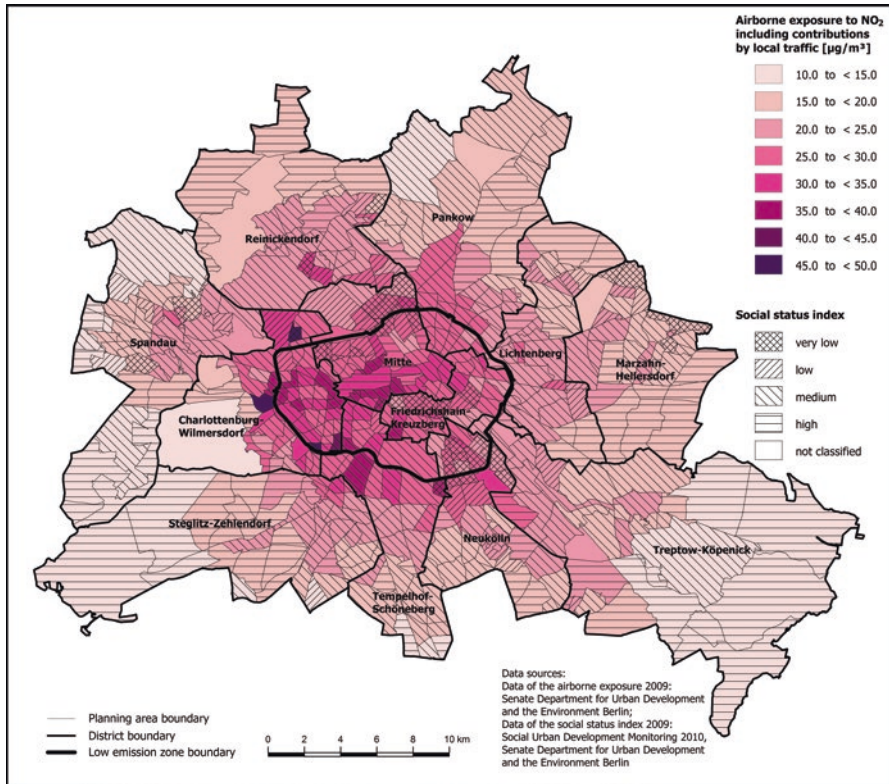 Airborne exposure to NO₂
including contributions
by local traffic [µg/m³]
10.0 to < 15.0
15.0 to < 20.0
20.0 to < 25.0
25.0 to < 30.0
30.0 to < 35.0
35.0 to < 40.0
40.0 to < 45.0
45.0 to < 50.0
Social status index
very low
low
medium
high
not classified
Pankow
Reinickendorf
Spandau
Mitte
Lichtenberg
Marzahn-
Hellersdorf
Charlottenburg-
Wilmersdorf
Friedrichshain-
Kreuzberg
Steglitz-Zehlendorf
Neukölln
Treptow-Köpenick
Tempelhof-
Schöneberg
Data sources:
Data of the airborne exposure 2009:
Senate Department for Urban Development
and the Environment Berlin;
Data of the social status index 2009:
Social Urban Development Monitoring 2010,
Senate Department for Urban Development
and the Environment Berlin
Planning area boundary
District boundary
Low emission zone boundary
0 2 4 6 8 10 km